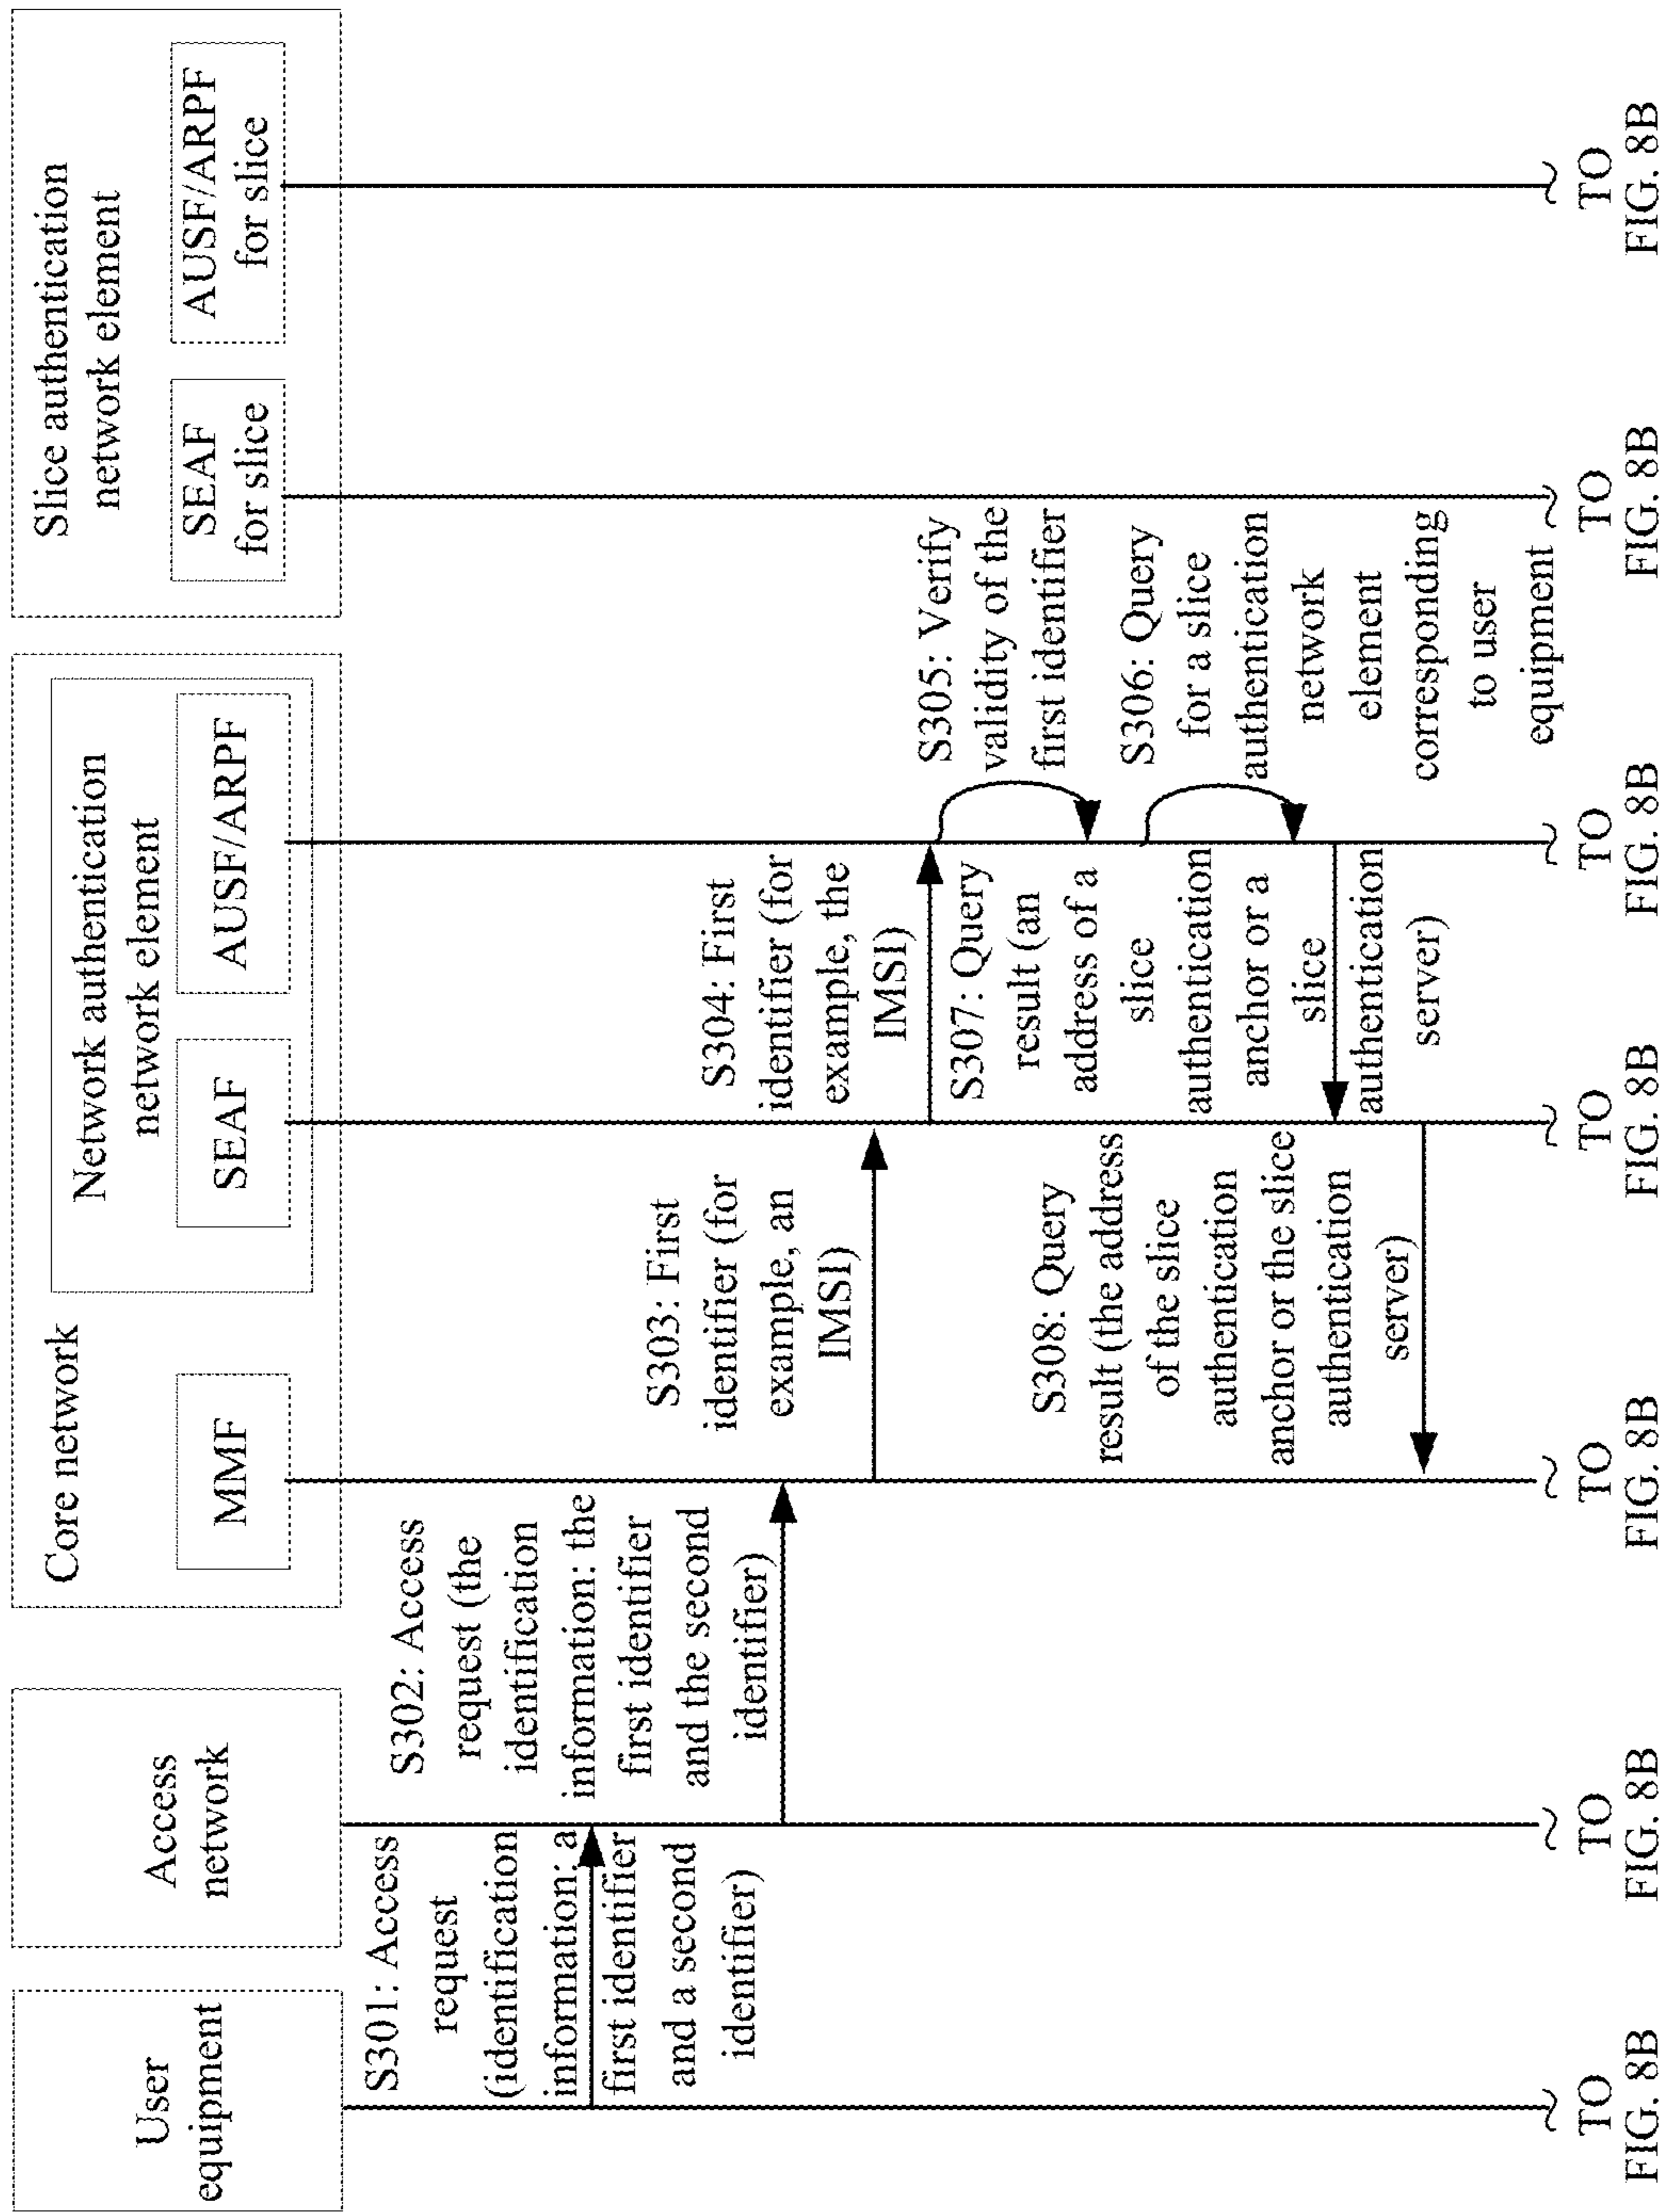 User
equipment
Access
network
Core network
MMF
Network authentication
network element
SEAF
AUSF/ARPF
Slice authentication
network element
SEAF
for slice
AUSF/ARPF
for slice
S301: Access
request
(identification
information: a
first identifier
and a second
identifier)
S302: Access
request (the
identification
information: the
first identifier
and the second
identifier)
S303: First
identifier (for
example, an
IMSI)
S304: First
identifier (for
example, the
IMSI)
S305: Verify
validity of the
first identifier
S306: Query
for a slice
authentication
network
element
corresponding
to user
equipment
S307: Query
result (an
address of a
slice
authentication
anchor or a
slice
authentication
server)
S308: Query
result (the address
of the slice
authentication
anchor or the slice
authentication
server)
TO
FIG. 8B
TO
FIG. 8B
TO
FIG. 8B
TO
FIG. 8B
TO
FIG. 8B
TO
FIG. 8B
TO
FIG. 8B